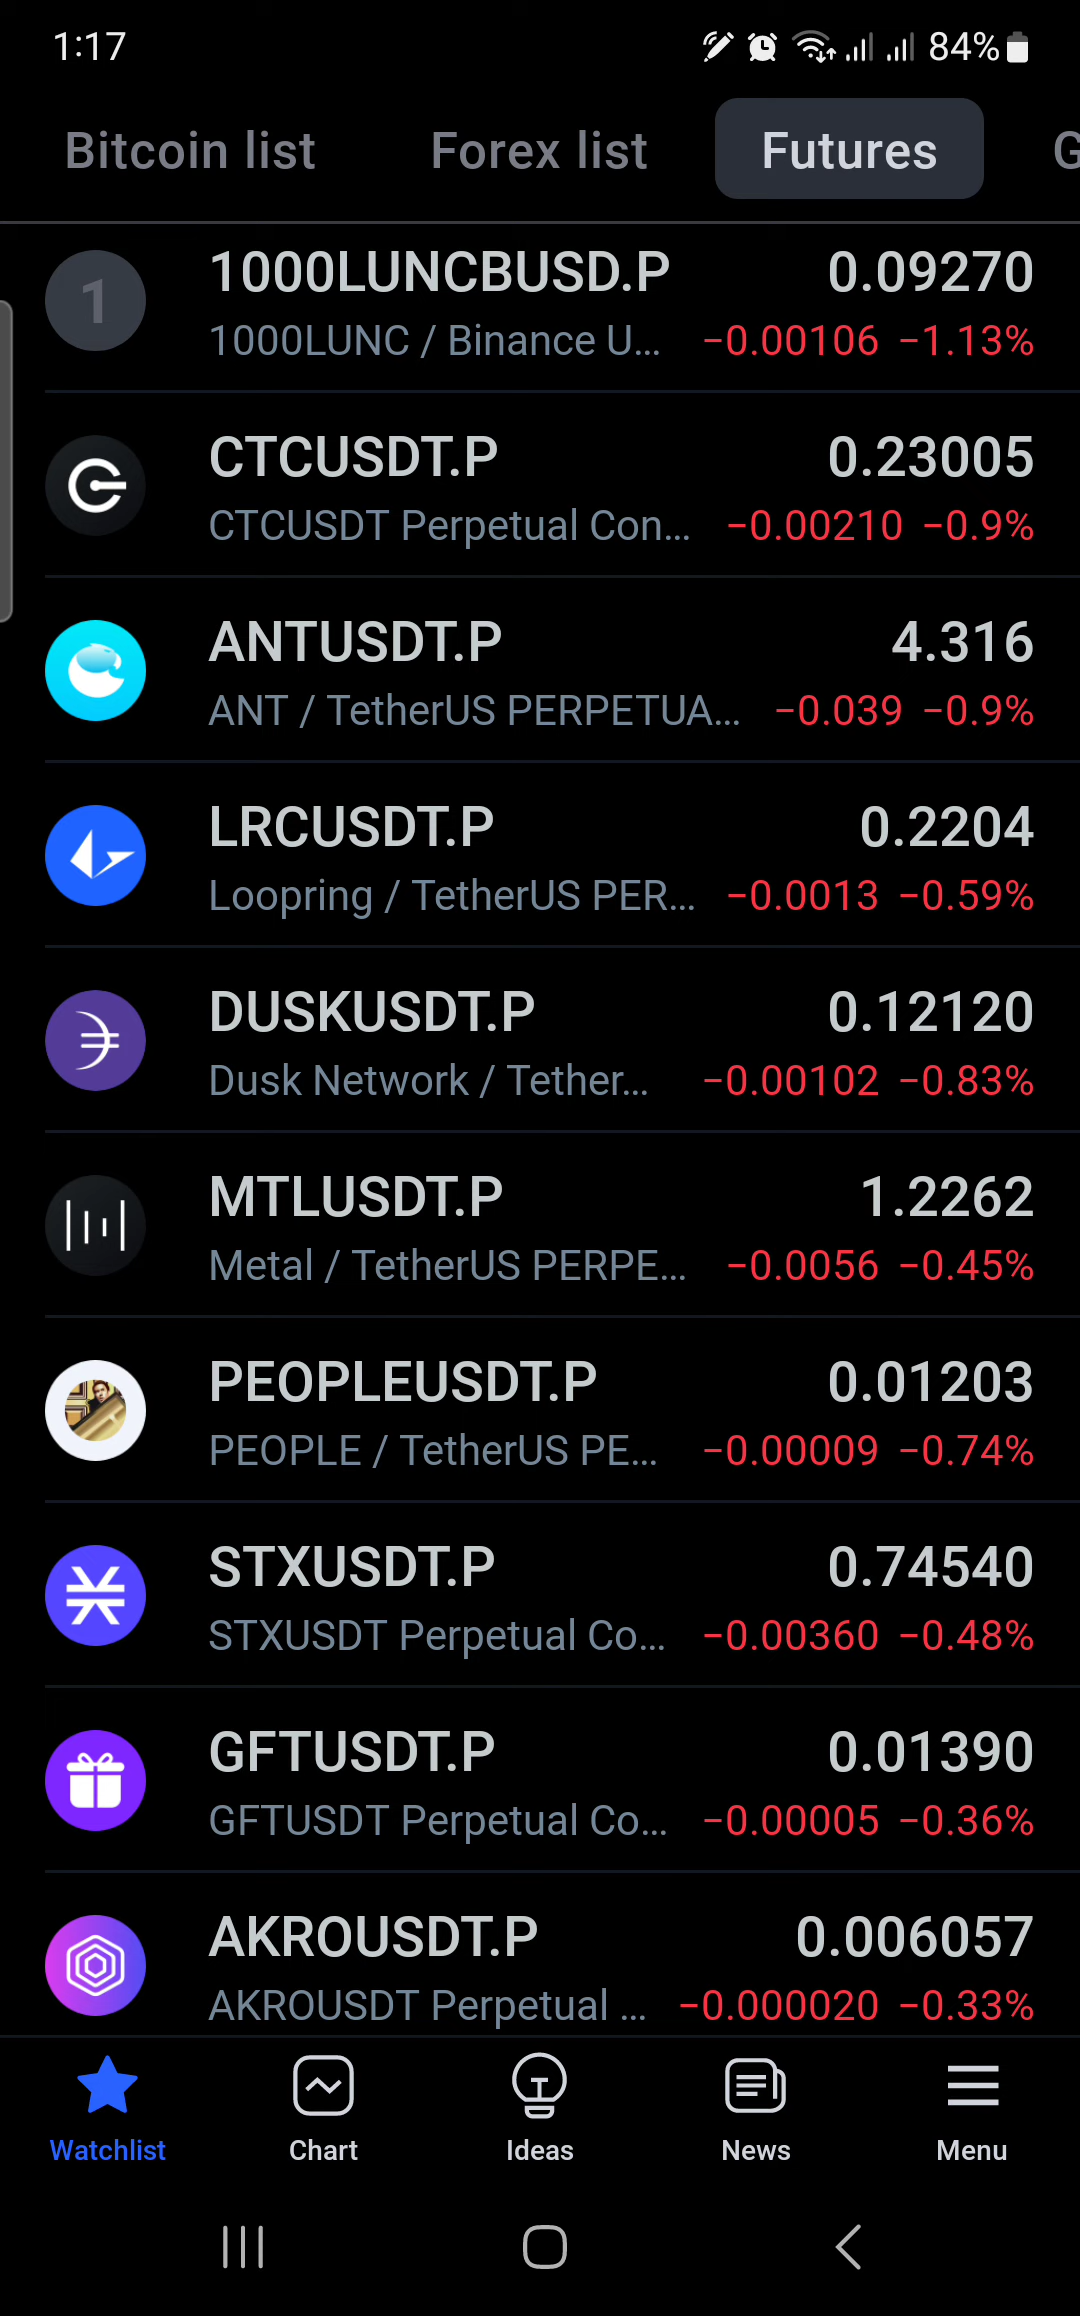 1:17 84%
Bitcoin list Forex list Futures G
1 1000LUNCBUSD.P 0.09270
1000LUNC / Binance U... −0.00106 −1.13%
CTCUSDT.P 0.23005
CTCUSDT Perpetual Con... −0.00210 −0.9%
ANTUSDT.P 4.316
ANT / TetherUS PERPETUA... −0.039 −0.9%
LRCUSDT.P 0.2204
Loopring / TetherUS PER... −0.0013 −0.59%
DUSKUSDT.P 0.12120
Dusk Network / Tether... −0.00102 −0.83%
MTLUSDT.P 1.2262
Metal / TetherUS PERPE... −0.0056 −0.45%
PEOPLEUSDT.P 0.01203
PEOPLE / TetherUS PE... −0.00009 −0.74%
STXUSDT.P 0.74540
STXUSDT Perpetual Co... −0.00360 −0.48%
GFTUSDT.P 0.01390
GFTUSDT Perpetual Co... −0.00005 −0.36%
AKROUSDT.P 0.006057
AKROUSDT Perpetual ... −0.000020 −0.33%
Watchlist Chart Ideas News Menu